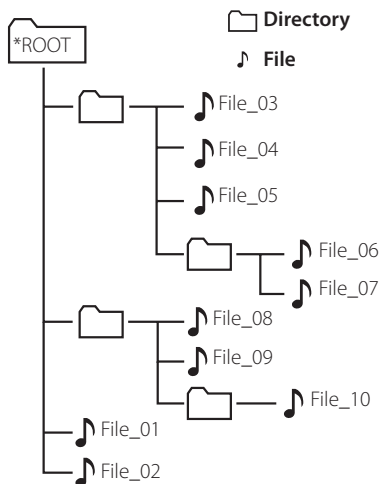 Directory
*ROOT
File
File_03
File_04
File_05
File_06
File_07
File_08
File_09
File_10
File_01
File_02